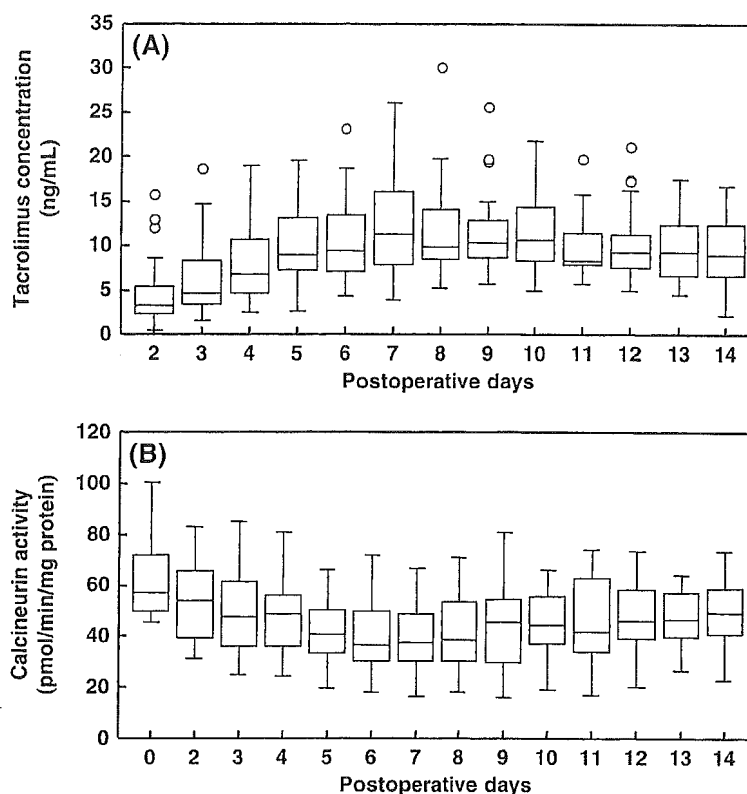 (A)
Tacrolimus concentration
(ng/mL)
35
30
25
20
15
10
5
0
2 3 4 5 6 7 8 9 10 11 12 13 14
Postoperative days
(B)
Calcineurin activity
(pmol/min/mg protein)
120
100
80
60
40
20
0
0 2 3 4 5 6 7 8 9 10 11 12 13 14
Postoperative days